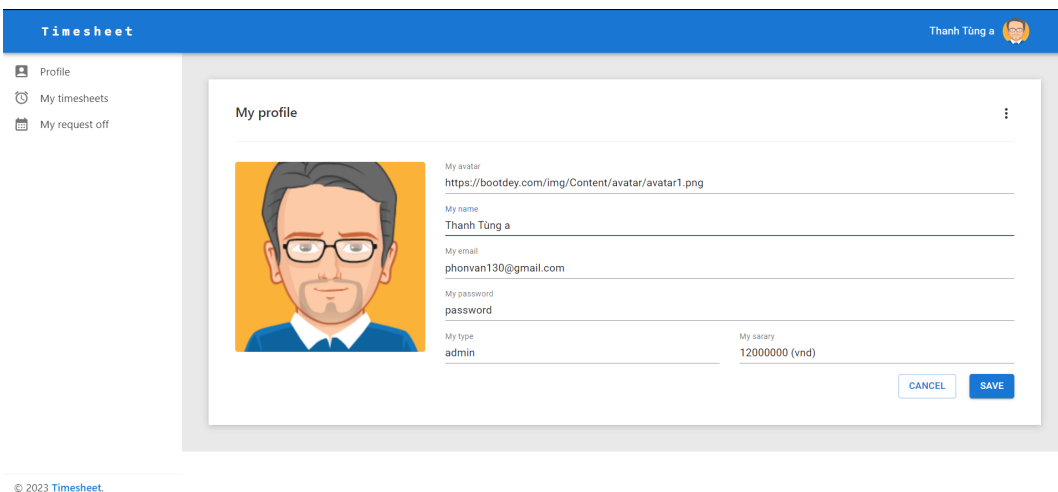 Timesheet
Thanh Tùng a
Profile
My timesheets
My request off
My profile
My avatar
https://bootdey.com/img/Content/avatar/avatar1.png
My name
Thanh Tùng a
My email
phonvan130@gmail.com
My password
password
My type
admin
My sarary
12000000 (vnd)
CANCEL
SAVE
© 2023 Timesheet.